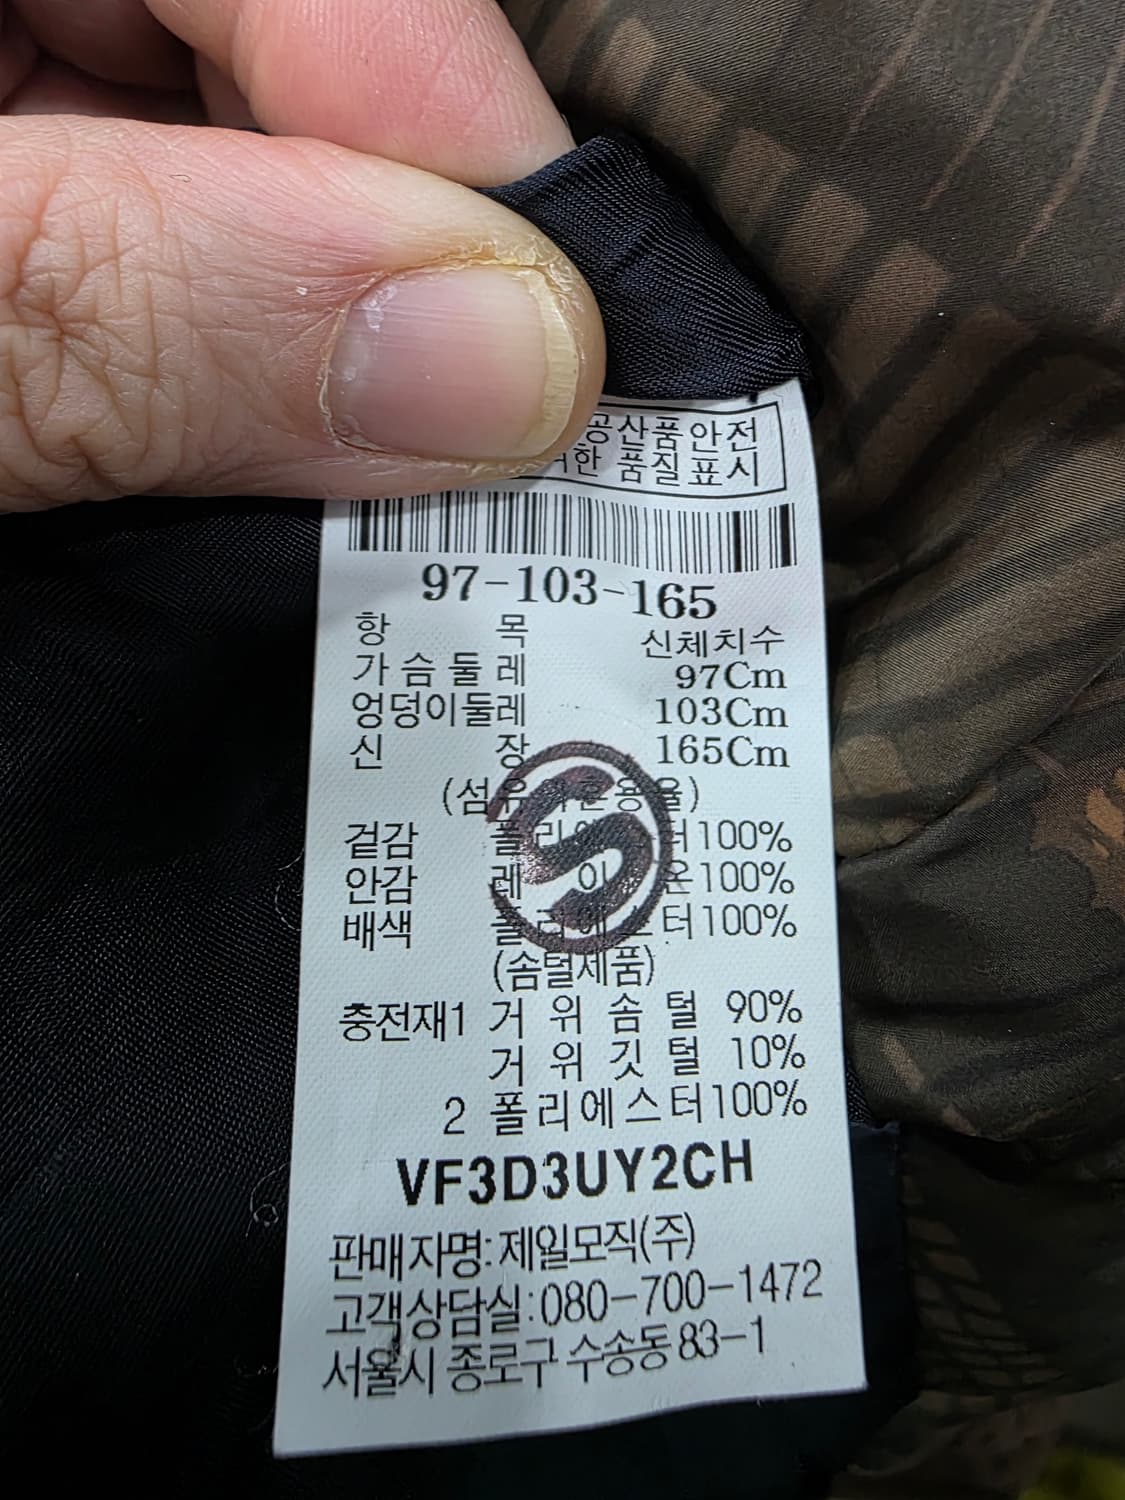 공산품안전
한 품질표시
97-103-165
항 목 신체치수
가슴둘레 97Cm
엉덩이둘레 103Cm
신 장 165Cm
(섬유 혼용율)
겉감 폴리에스터100%
안감 레이온100%
배색 폴리에스터100%
(솜털제품)
충전재1 거위솜털 90%
거위깃털 10%
2 폴리에스터100%
VF3D3UY2CH
판매자명:제일모직(주)
고객상담실:080-700-1472
서울시 종로구 수송동 83-1